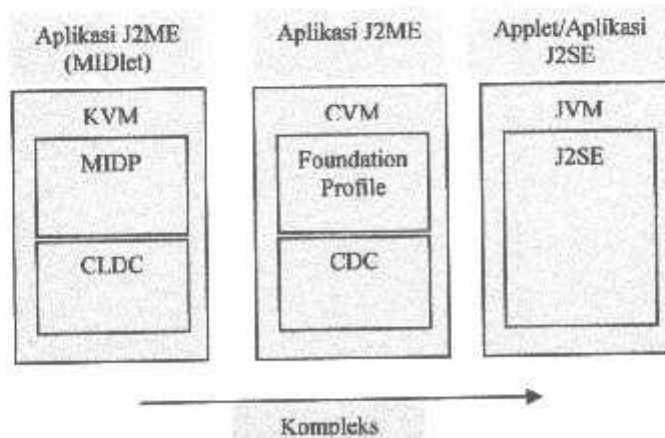 Aplikasi J2ME
(MIDlet)
KVM
MIDP
CLDC
Aplikasi J2ME
CVM
Foundation
Profile
CDC
Applet/Aplikasi
J2SE
JVM
J2SE
Kompleks